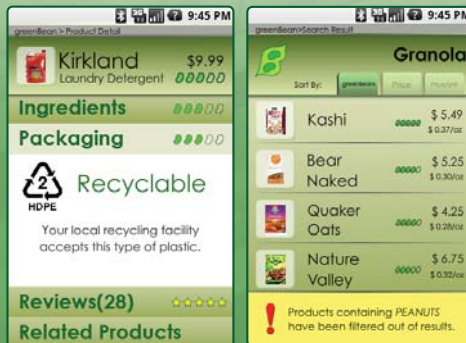 9:45 PM
greenBean > Product Detail
Kirkland
$9.99
Laundry Detergent
Ingredients
Packaging
2
HDPE
Recyclable
Your local recycling facility
accepts this type of plastic.
Reviews(28)
Related Products
9:45 PM
greenBean>Search Result
Granola
Sort By:
greenBeans
Price
Kashi
$ 5.49
$ 0.37/oz
Bear
Naked
$ 5.25
$ 0.30/oz
Quaker
Oats
$ 4.25
$ 0.28/oz
Nature
Valley
$ 6.75
$ 0.32/oz
Products containing PEANUTS
have been filtered out of results.